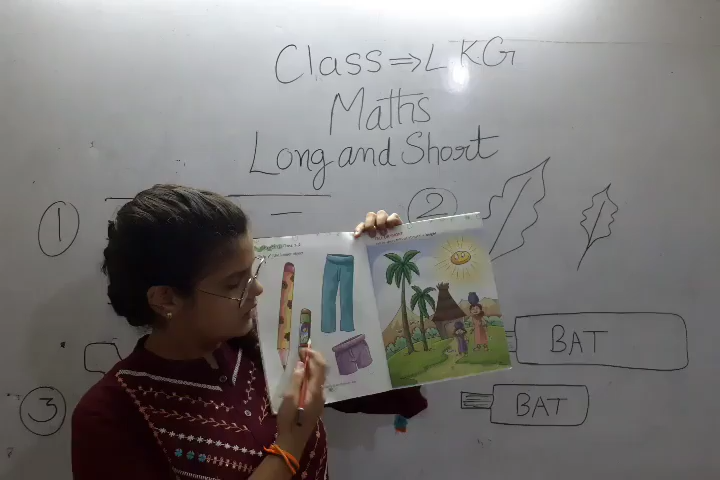 Class ⇒ LKG
Maths
Long and Short
1
2
3
BAT
BAT